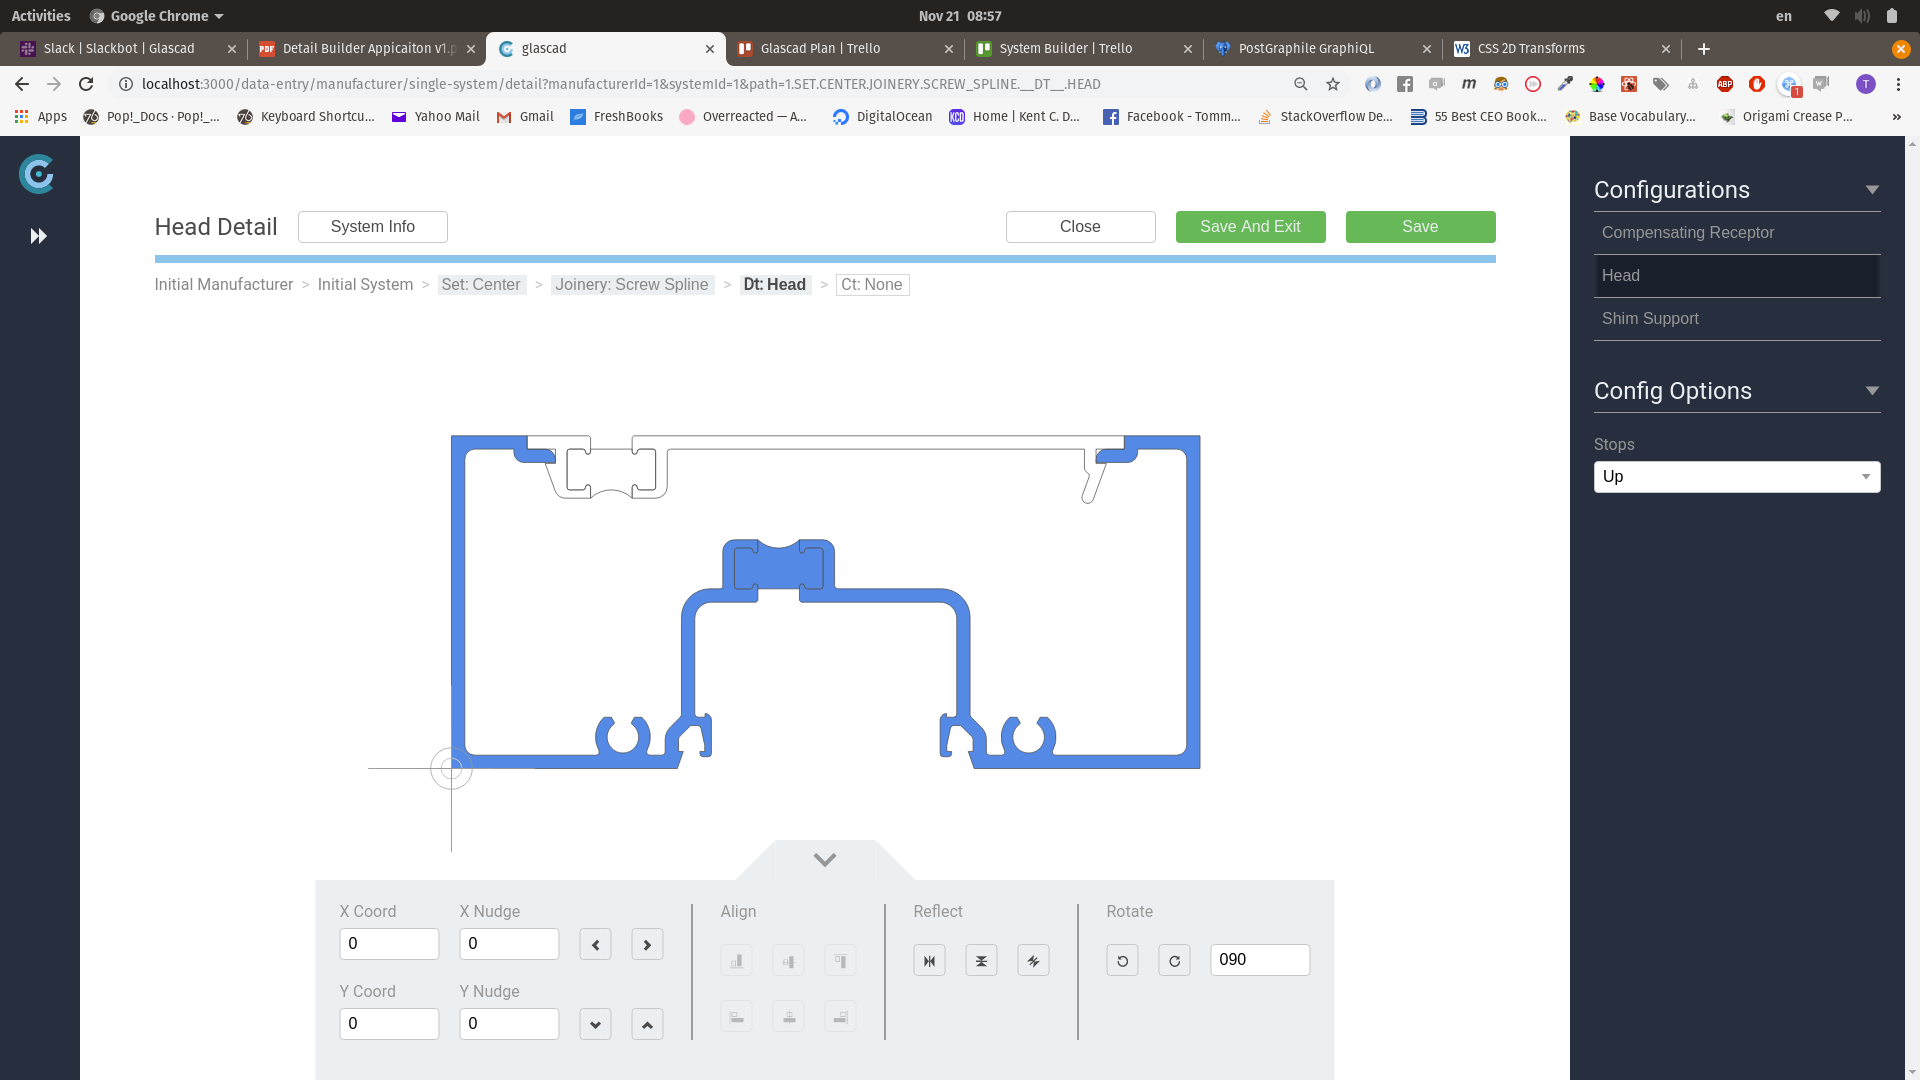 Activities Google Chrome Nov 21 08:57 en
Slack | Slackbot | Glascad Detail Builder Appicaiton v1.p glascad Glascad Plan | Trello System Builder | Trello PostGraphile GraphiQL CSS 2D Transforms
localhost:3000/data-entry/manufacturer/single-system/detail?manufacturerId=1&systemId=1&path=1.SET.CENTER.JOINERY.SCREW_SPLINE.__DT__.HEAD
Apps Pop!_Docs · Pop!_... Keyboard Shortcu... Yahoo Mail Gmail FreshBooks Overreacted — A... DigitalOcean Home | Kent C. D... Facebook - Tomm... StackOverflow De... 55 Best CEO Book... Base Vocabulary... Origami Crease P... »
Head Detail System Info Close Save And Exit Save
Initial Manufacturer > Initial System > Set: Center > Joinery: Screw Spline > Dt: Head > Ct: None
Configurations
Compensating Receptor
Head
Shim Support
Config Options
Stops
Up
X Coord X Nudge Align Reflect Rotate
0 0 090
Y Coord Y Nudge
0 0